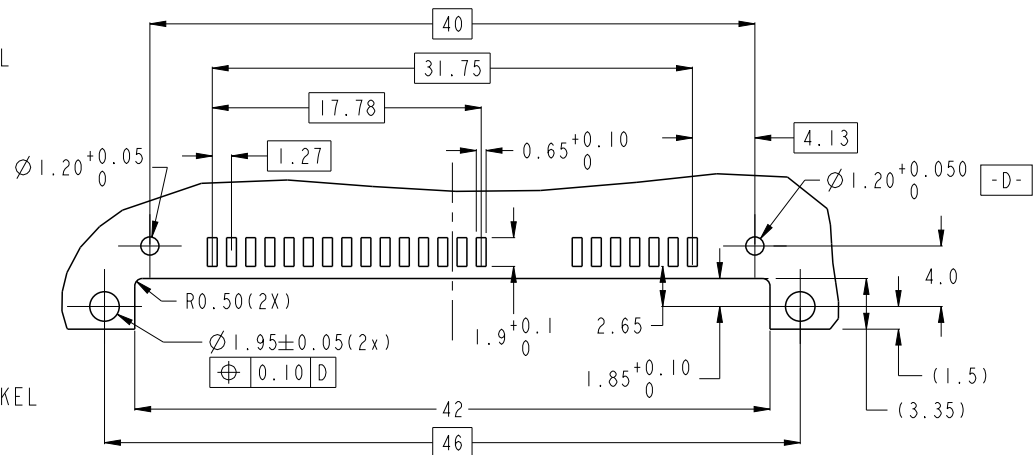 40
L
31.75
17.78
1.27
0.65 +0.10 0
4.13
Ø1.20 +0.05 0
Ø1.20 +0.050 0
-D-
4.0
R0.50(2X)
1.9 +0.1 0
2.65
Ø1.95±0.05(2x)
⌖ 0.10 D
1.85 +0.10 0
(1.5)
KEL
42
(3.35)
46